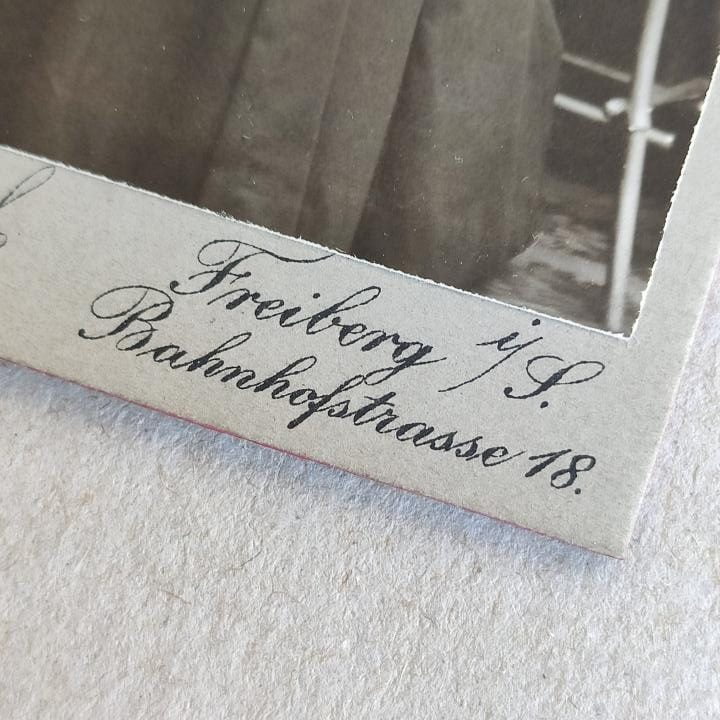 Freiberg i/S.
Bahnhofstrasse 18.